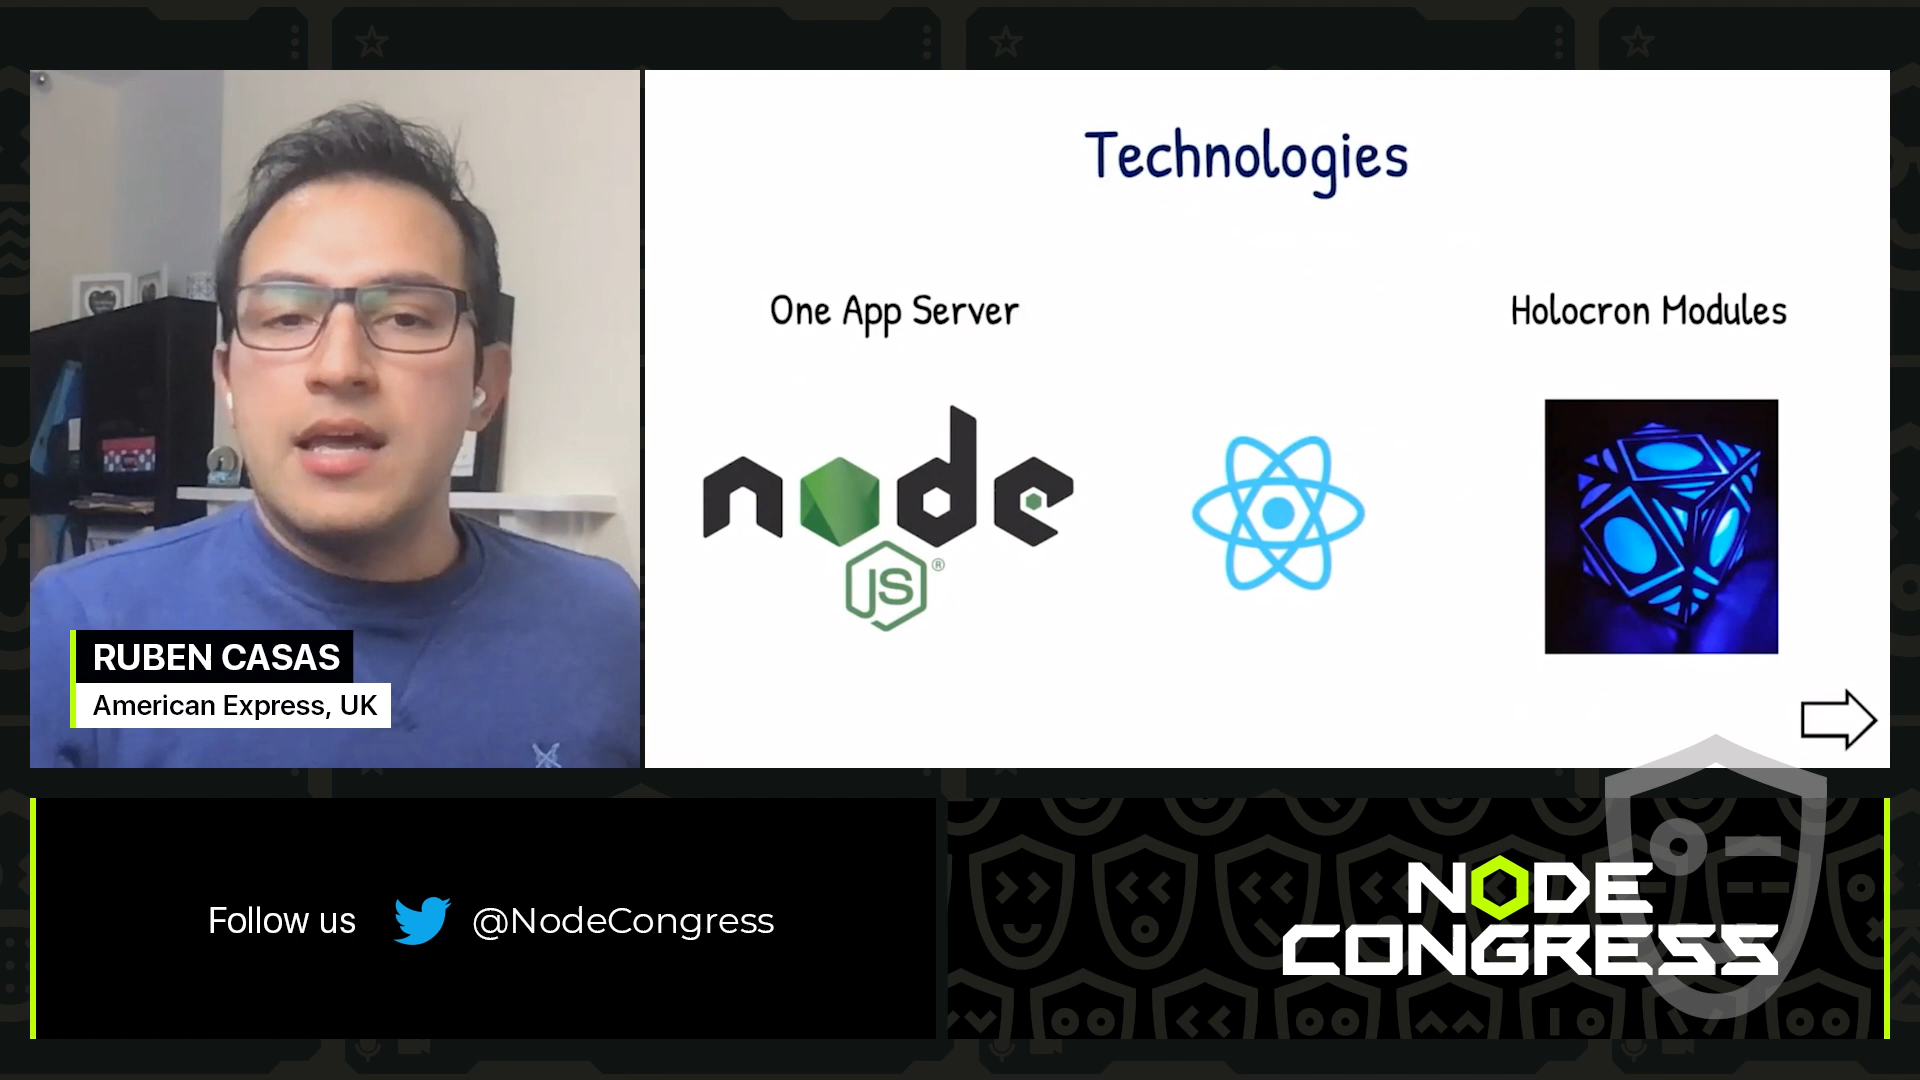 Technologies
One App Server
Holocron Modules
node
JS ®
RUBEN CASAS
American Express, UK
Follow us @NodeCongress
NODE
CONGRESS